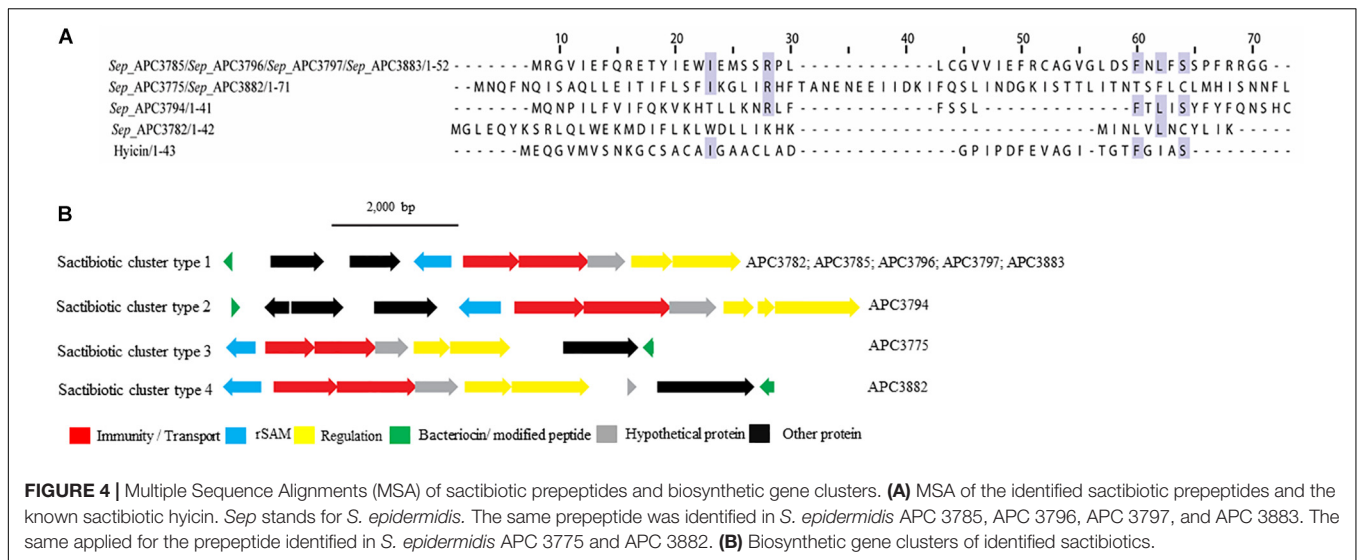 A
10 20 30 40 50 60 70
Sep_APC3785/Sep_APC3796/Sep_APC3797/Sep_APC3883/1-52 - - - - - - - MRGVIEFQRETYIEWIEMSSRPL - - - - - - - - - - - - LCGVVIEFRCAGVGLDSFNLFSSPFRRGG - -
Sep_APC3775/Sep_APC3882/1-71 - - MNQFNQISAQLLEITIFLSFIKGLIRHFTANENEEIIDKIFQSLINDGKISTTLITNTSFLCLMHISNNFL
Sep_APC3794/1-41 - - - - - - - MQNPILFVIFQKVKHTLLKNRLF - - - - - - - - - - - - FSSL - - - - - - - - - - - - - FTLISYFYFQNSHC
Sep_APC3782/1-42 MGLEQYKSRLQLWEKMDIFLKLWDLLIKHK - - - - - - - - - - - - - - - - - - - - - - - - - - MINLVLNCYLIK - - - - -
Hyicin/1-43 - - - - - - MEQGVMVSNKGCSACAIGAACLAD - - - - - - - - - - - - - - GPIPDFEVAGI - TGTFGIAS - - - - - - - - -
B
2,000 bp
Sactibiotic cluster type 1 APC3782; APC3785; APC3796; APC3797; APC3883
Sactibiotic cluster type 2 APC3794
Sactibiotic cluster type 3 APC3775
Sactibiotic cluster type 4 APC3882
Immunity / Transport rSAM Regulation Bacteriocin/ modified peptide Hypothetical protein Other protein
FIGURE 4 | Multiple Sequence Alignments (MSA) of sactibiotic prepeptides and biosynthetic gene clusters. (A) MSA of the identified sactibiotic prepeptides and the
known sactibiotic hyicin. Sep stands for S. epidermidis. The same prepeptide was identified in S. epidermidis APC 3785, APC 3796, APC 3797, and APC 3883. The
same applied for the prepeptide identified in S. epidermidis APC 3775 and APC 3882. (B) Biosynthetic gene clusters of identified sactibiotics.